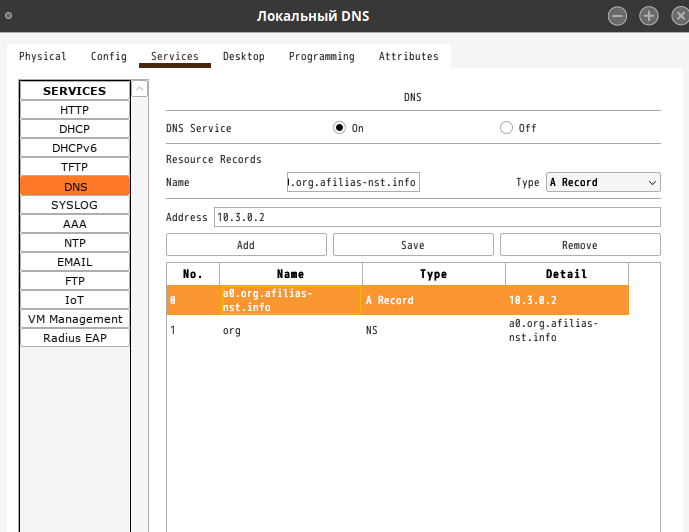 Локальный DNS
Physical Config Services Desktop Programming Attributes
SERVICES
HTTP
DHCP
DHCPv6
TFTP
DNS
SYSLOG
AAA
NTP
EMAIL
FTP
IoT
VM Management
Radius EAP
DNS
DNS Service On Off
Resource Records
Name .org.afilias-nst.info Type A Record
Address 10.3.0.2
Add Save Remove
No. Name Type Detail
0 a0.org.afilias-nst.info A Record 10.3.0.2
1 org NS a0.org.afilias-nst.info